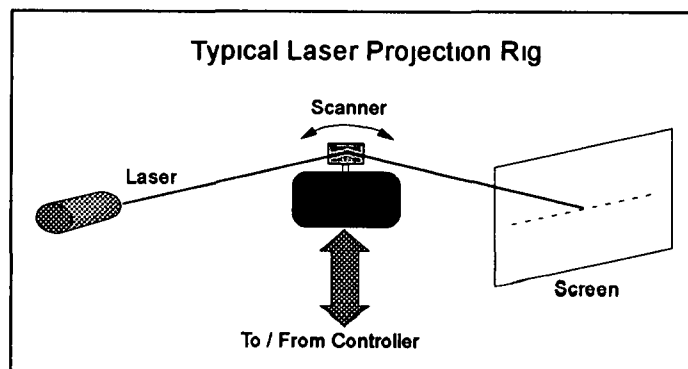 Typical Laser Projection Rig
Scanner
Laser
Screen
To / From Controller